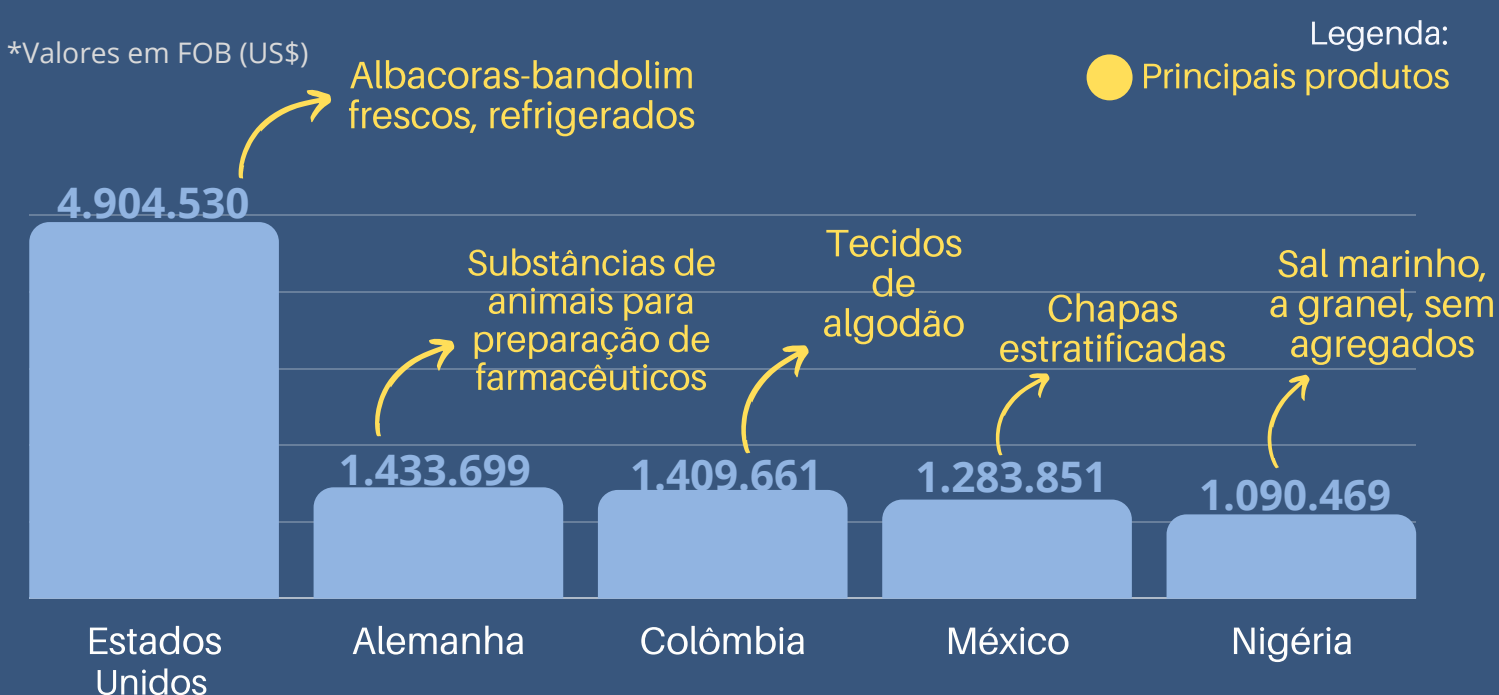 *Valores em FOB (US$)
Legenda:
Principais produtos
Albacoras-bandolim
frescos, refrigerados
4.904.530
Substâncias de
animais para
preparação de
farmacêuticos
1.433.699
Tecidos
de
algodão
1.409.661
Chapas
estratificadas
1.283.851
Sal marinho,
a granel, sem
agregados
1.090.469
Estados
Unidos
Alemanha
Colômbia
México
Nigéria